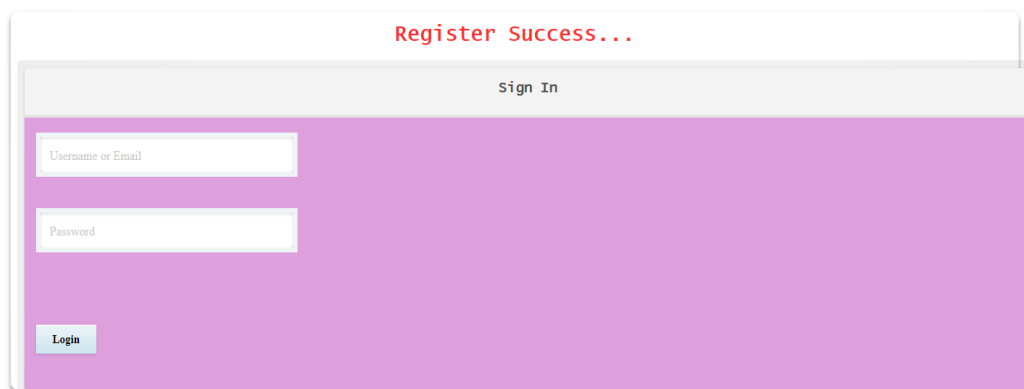 Register Success...
Sign In
Username or Email
Password
Login